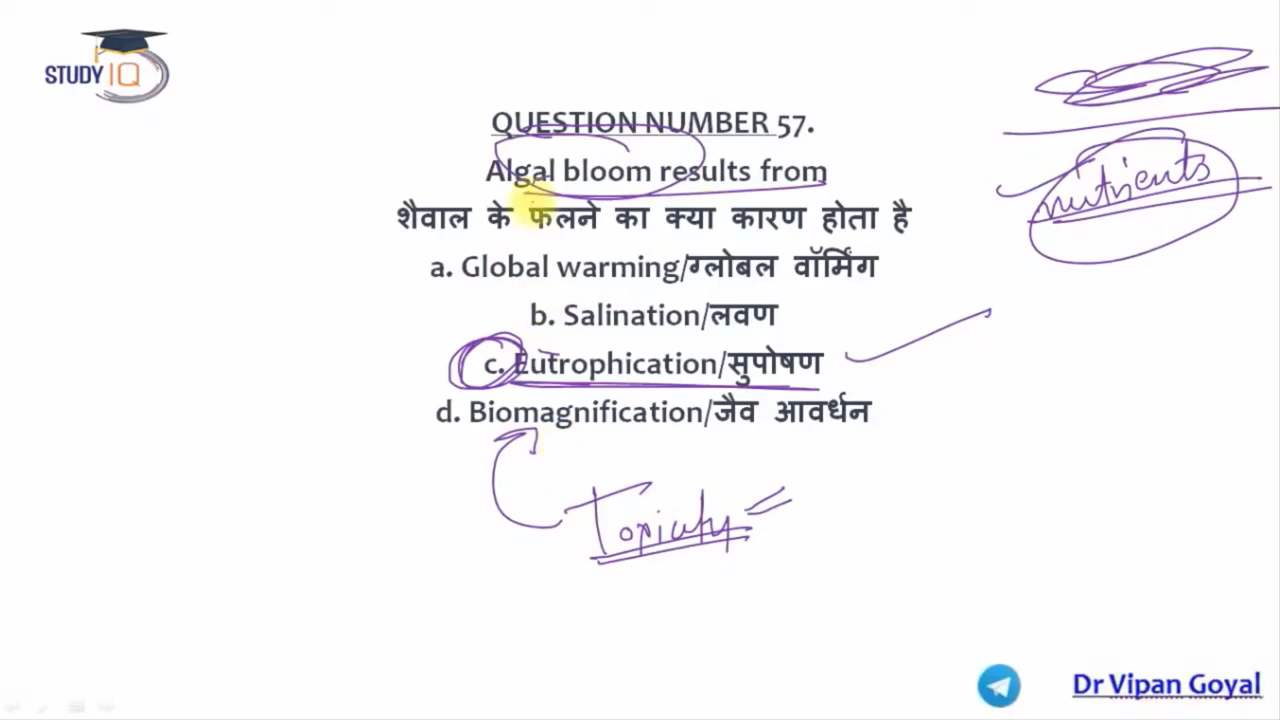 STUDY IQ
QUESTION NUMBER 57.
Algal bloom results from
nutrients
शैवाल के फलने का क्या कारण होता है
a. Global warming/ग्लोबल वॉर्मिंग
b. Salination/लवण
c. Eutrophication/सुपोषण
d. Biomagnification/जैव आवर्धन
Toxicity
Dr Vipan Goyal